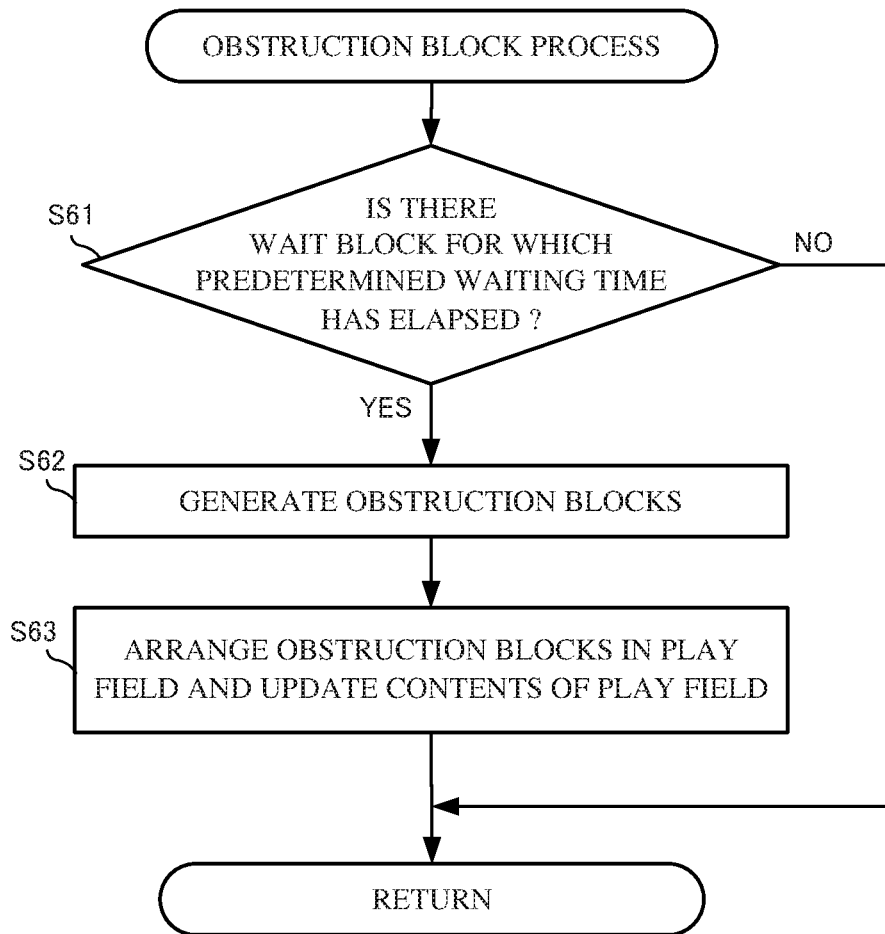 OBSTRUCTION BLOCK PROCESS
S61
IS THERE
WAIT BLOCK FOR WHICH
PREDETERMINED WAITING TIME
HAS ELAPSED ?
NO
YES
S62
GENERATE OBSTRUCTION BLOCKS
S63
ARRANGE OBSTRUCTION BLOCKS IN PLAY
FIELD AND UPDATE CONTENTS OF PLAY FIELD
RETURN